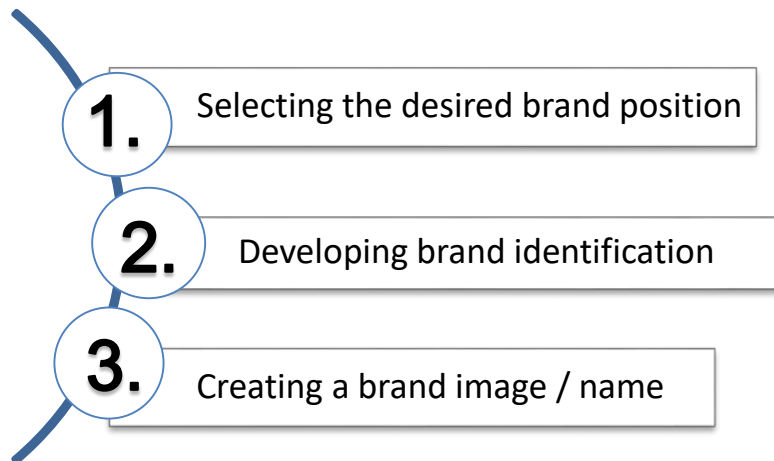 1. Selecting the desired brand position
2. Developing brand identification
3. Creating a brand image / name